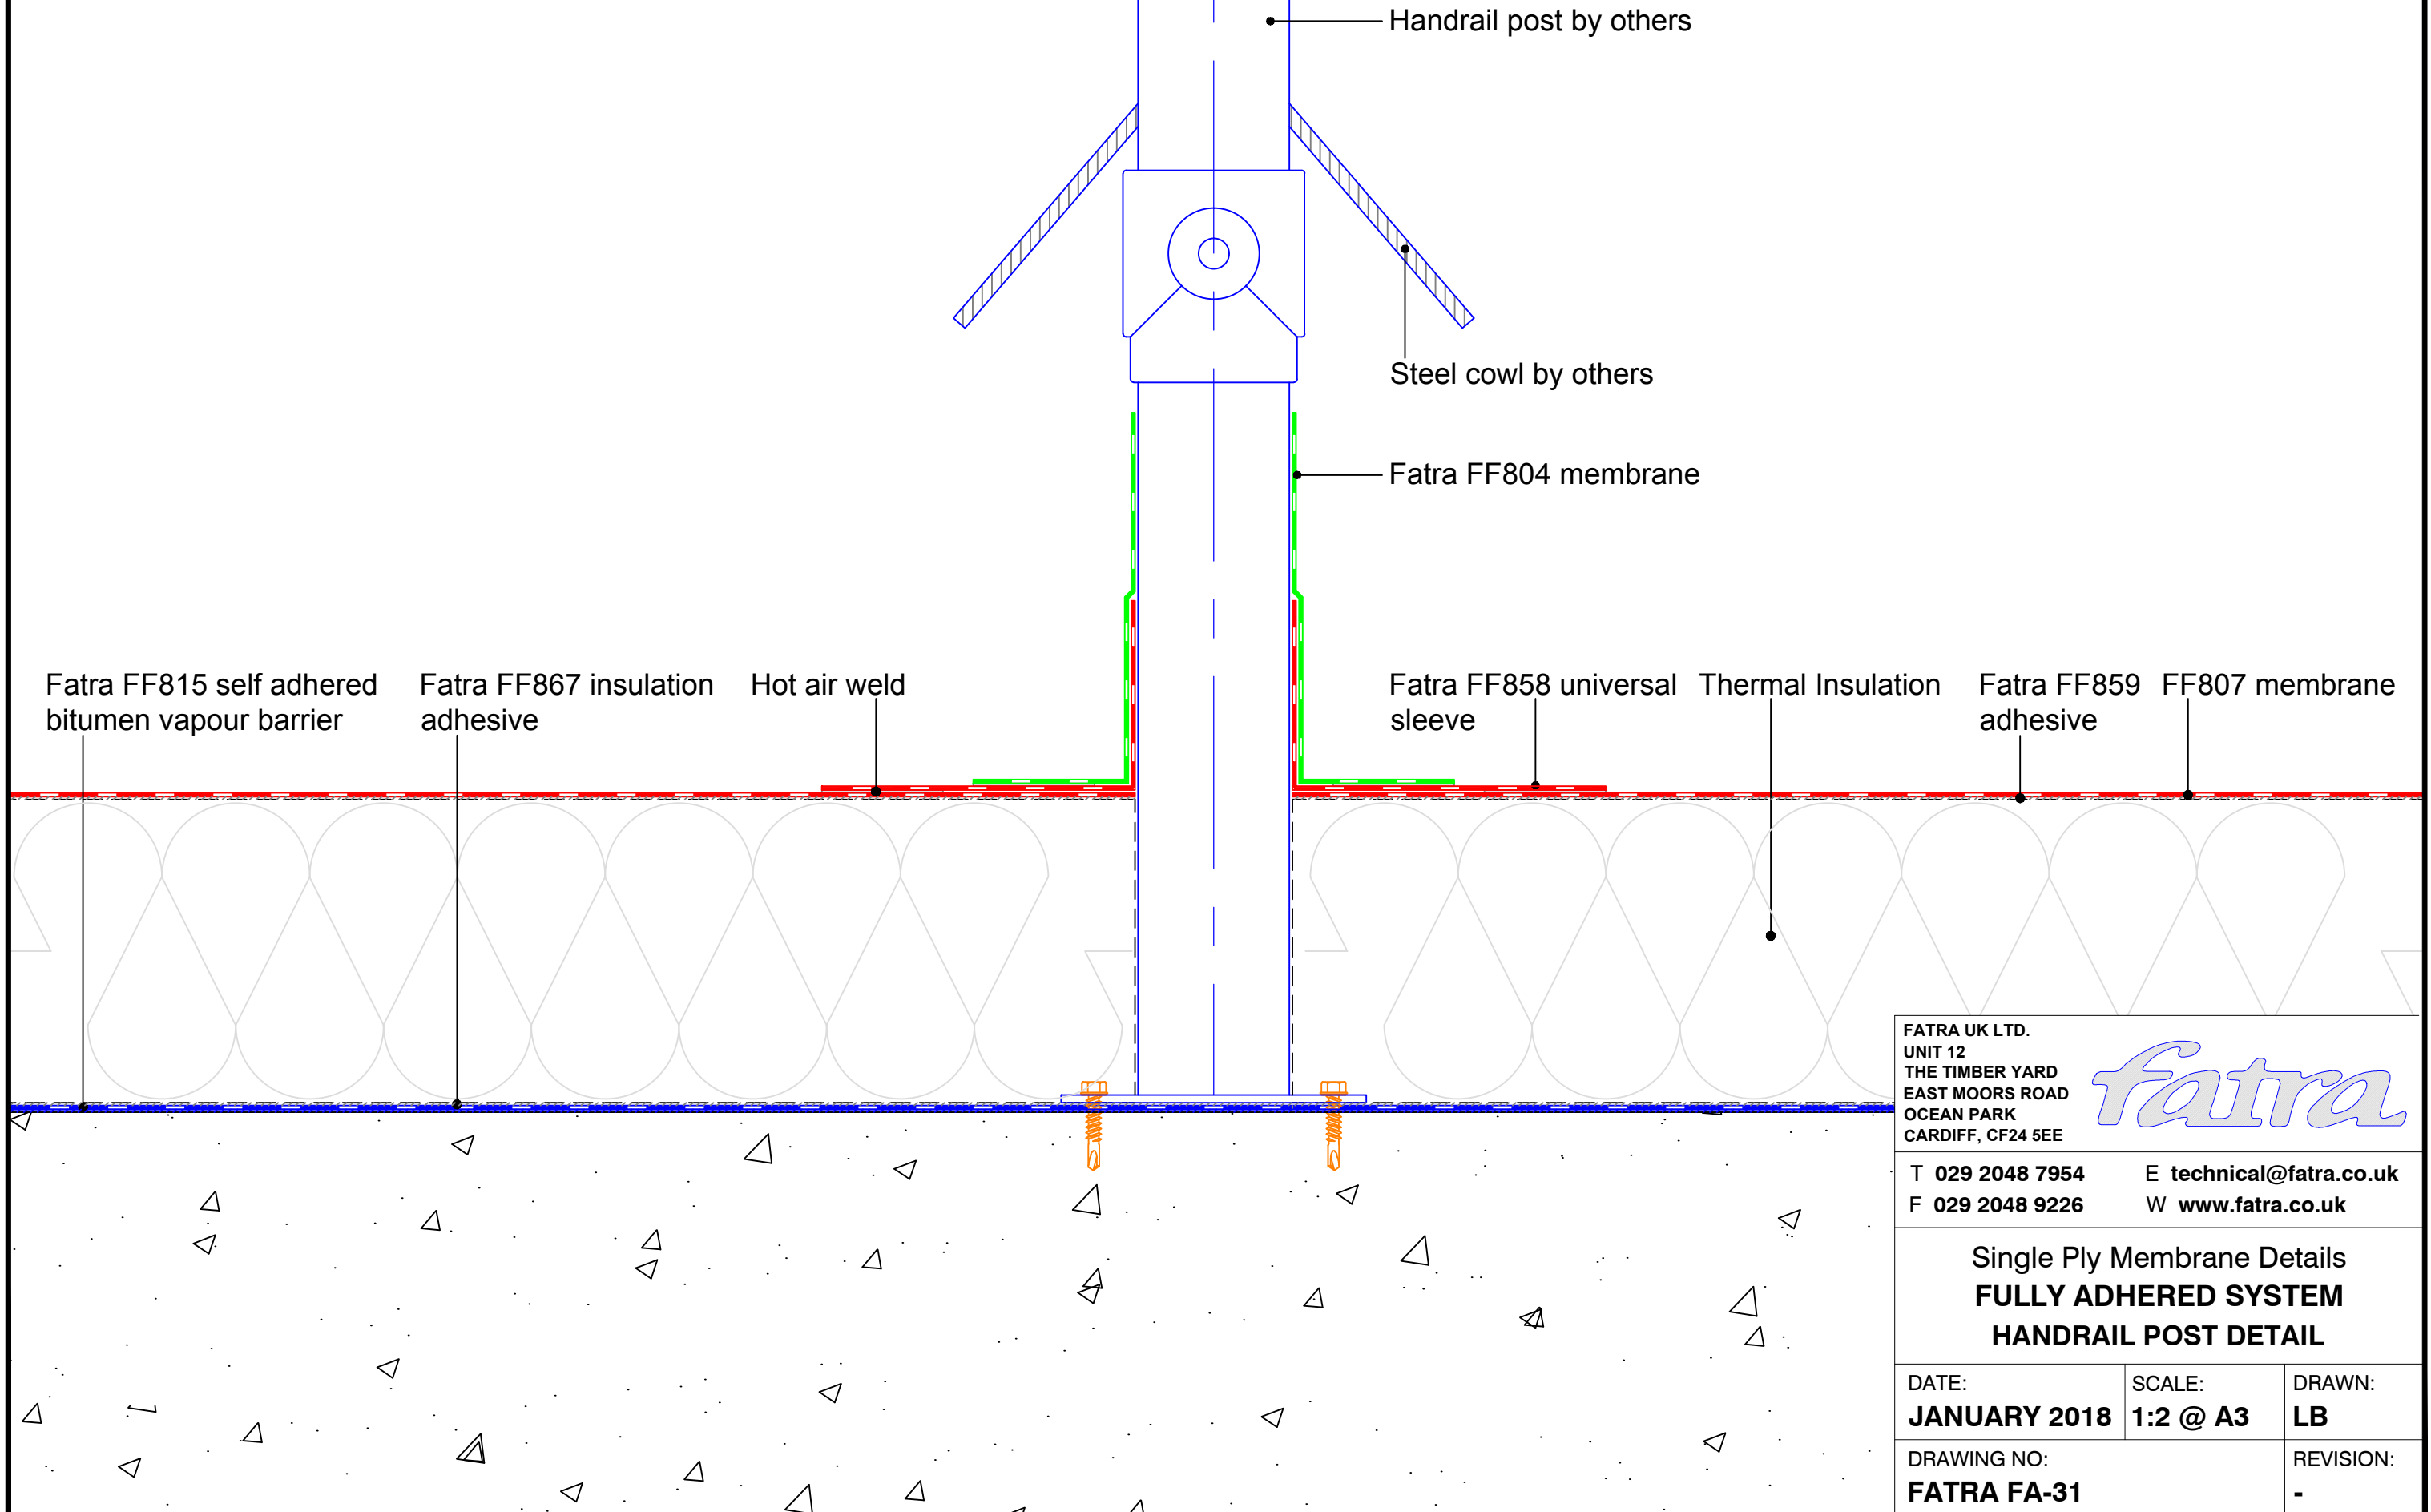 Handrail post by others
Steel cowl by others
Fatra FF804 membrane
Fatra FF815 self adhered
bitumen vapour barrier
Fatra FF867 insulation
adhesive
Hot air weld
Fatra FF858 universal
sleeve
Thermal Insulation
Fatra FF859
adhesive
FF807 membrane
FATRA UK LTD.
UNIT 12
THE TIMBER YARD
EAST MOORS ROAD
OCEAN PARK
CARDIFF, CF24 5EE
fatra
T 029 2048 7954
E technical@fatra.co.uk
F 029 2048 9226
W www.fatra.co.uk
Single Ply Membrane Details
FULLY ADHERED SYSTEM
HANDRAIL POST DETAIL
DATE:
JANUARY 2018
SCALE:
1:2 @ A3
DRAWN:
LB
DRAWING NO:
FATRA FA-31
REVISION:
-